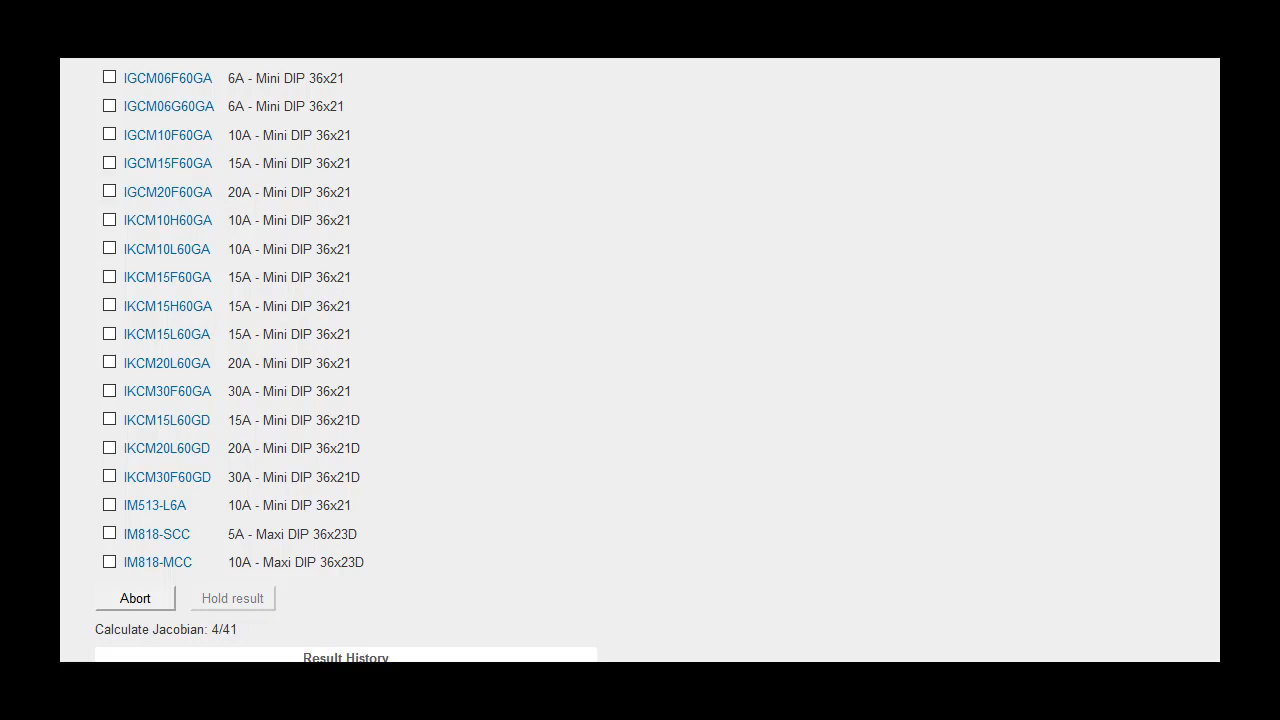 IGCM06F60GA 6A - Mini DIP 36x21
IGCM06G60GA 6A - Mini DIP 36x21
IGCM10F60GA 10A - Mini DIP 36x21
IGCM15F60GA 15A - Mini DIP 36x21
IGCM20F60GA 20A - Mini DIP 36x21
IKCM10H60GA 10A - Mini DIP 36x21
IKCM10L60GA 10A - Mini DIP 36x21
IKCM15F60GA 15A - Mini DIP 36x21
IKCM15H60GA 15A - Mini DIP 36x21
IKCM15L60GA 15A - Mini DIP 36x21
IKCM20L60GA 20A - Mini DIP 36x21
IKCM30F60GA 30A - Mini DIP 36x21
IKCM15L60GD 15A - Mini DIP 36x21D
IKCM20L60GD 20A - Mini DIP 36x21D
IKCM30F60GD 30A - Mini DIP 36x21D
IM513-L6A 10A - Mini DIP 36x21
IM818-SCC 5A - Maxi DIP 36x23D
IM818-MCC 10A - Maxi DIP 36x23D
Abort Hold result
Calculate Jacobian: 4/41
Result History